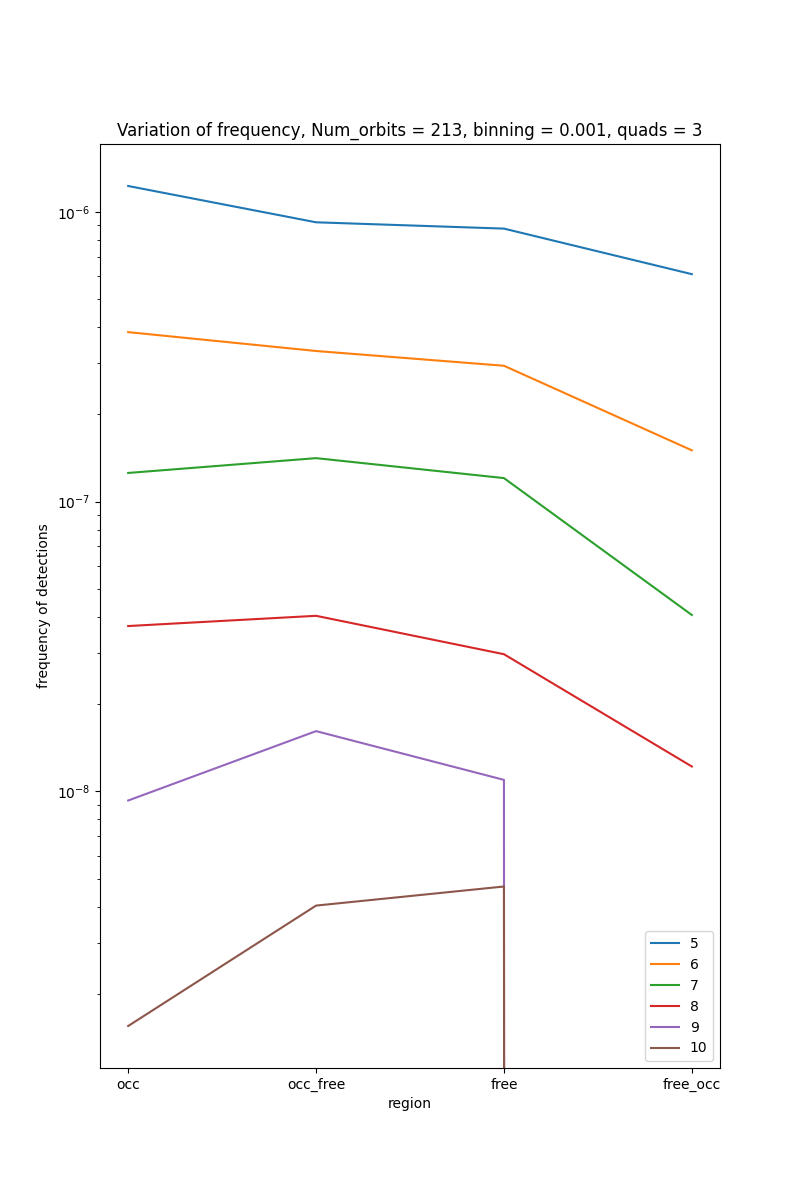 Variation of frequency, Num_orbits = 213, binning = 0.001, quads = 3
10⁻⁶
10⁻⁷
10⁻⁸
frequency of detections
occ
occ_free
free
free_occ
region
5
6
7
8
9
10